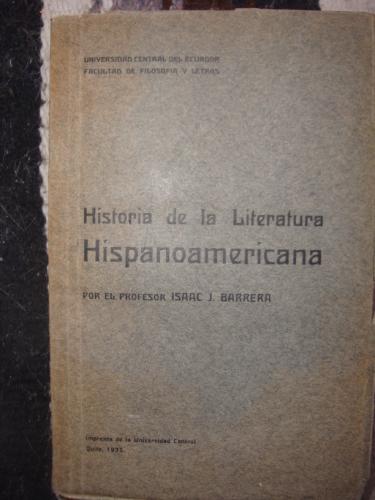 UNIVERSIDAD CENTRAL DEL ECUADOR
FACULTAD DE FILOSOFIA Y LETRAS
Historia de la Literatura
Hispanoamericana
POR EL PROFESOR ISAAC J. BARRERA
Imprenta de la Universidad Central
Quito, 1935.